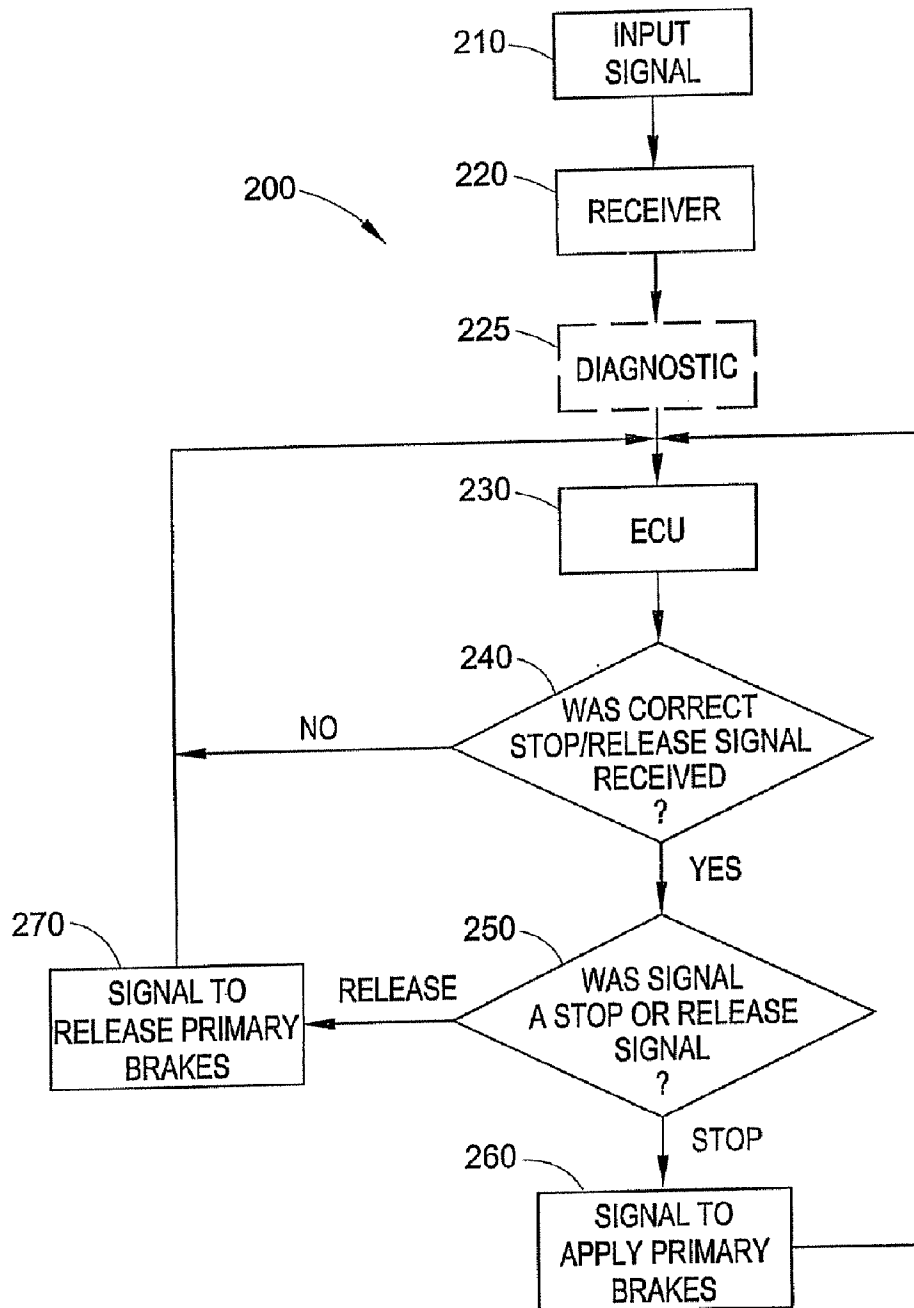 210
INPUT
SIGNAL
220
RECEIVER
200
225
DIAGNOSTIC
230
ECU
240
WAS CORRECT
STOP/RELEASE SIGNAL
RECEIVED
?
NO
YES
250
WAS SIGNAL
A STOP OR RELEASE
SIGNAL
?
RELEASE
270
SIGNAL TO
RELEASE PRIMARY
BRAKES
STOP
260
SIGNAL TO
APPLY PRIMARY
BRAKES